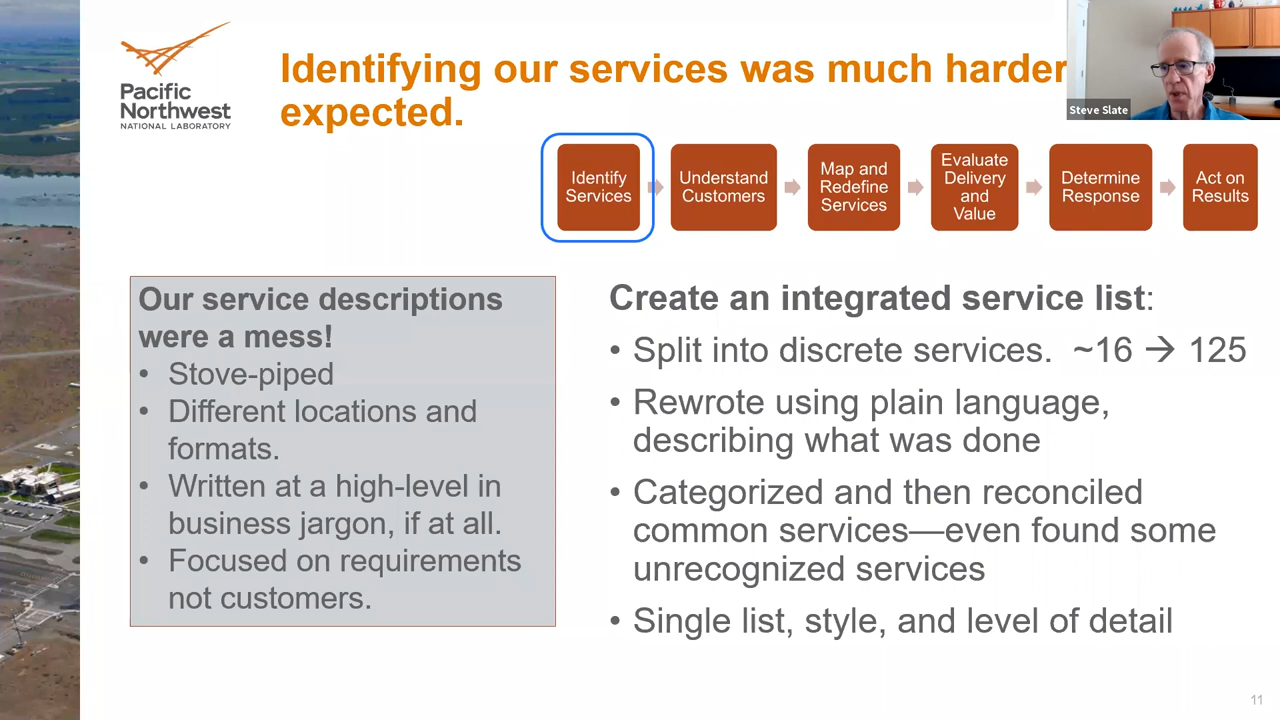 Pacific
Northwest
NATIONAL LABORATORY
Identifying our services was much harder
expected.
Steve Slate
Identify
Services
Understand
Customers
Map and
Redefine
Services
Evaluate
Delivery
and
Value
Determine
Response
Act on
Results
Our service descriptions
were a mess!
• Stove-piped
• Different locations and
formats.
• Written at a high-level in
business jargon, if at all.
• Focused on requirements
not customers.
Create an integrated service list:
• Split into discrete services. ~16 → 125
• Rewrote using plain language,
describing what was done
• Categorized and then reconciled
common services—even found some
unrecognized services
• Single list, style, and level of detail
11